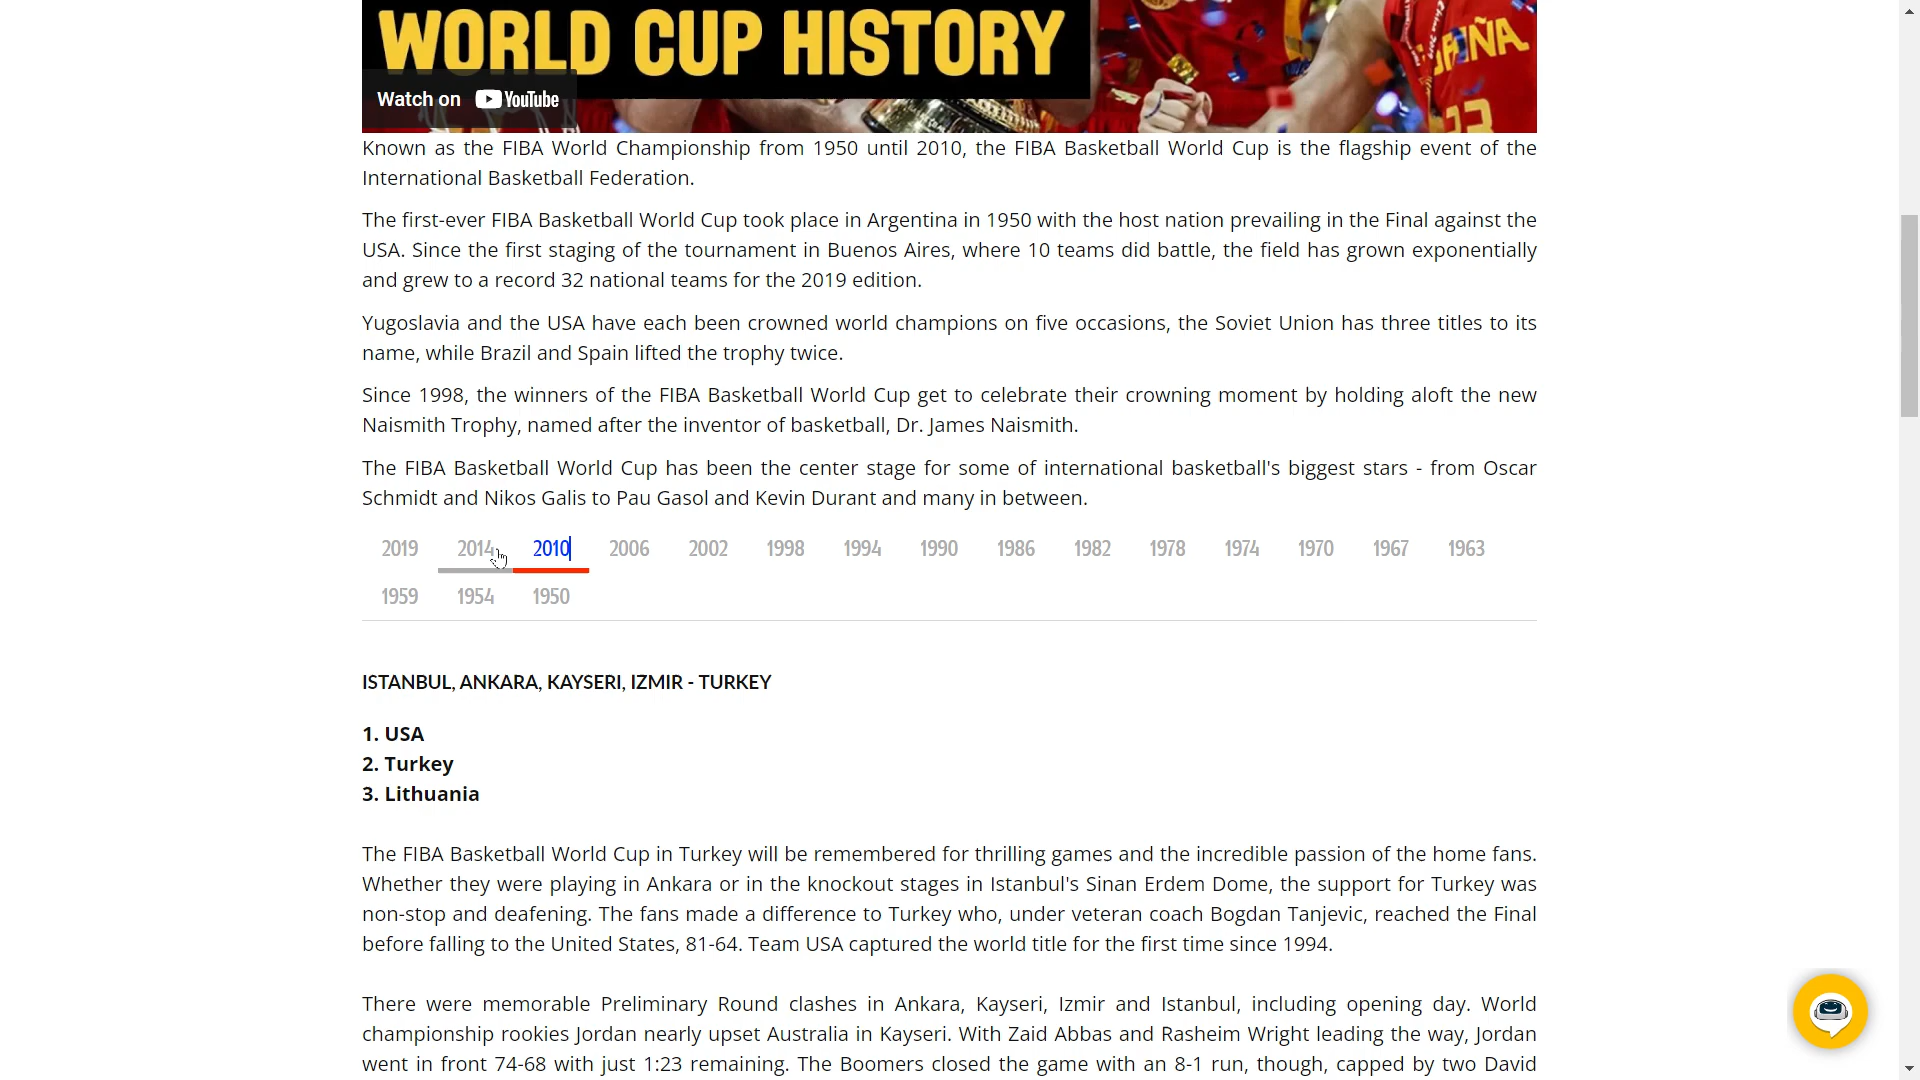 WORLD CUP HISTORY
ESPAÑA
Watch on YouTube
23
Known as the FIBA World Championship from 1950 until 2010, the FIBA Basketball World Cup is the flagship event of the
International Basketball Federation.
The first-ever FIBA Basketball World Cup took place in Argentina in 1950 with the host nation prevailing in the Final against the
USA. Since the first staging of the tournament in Buenos Aires, where 10 teams did battle, the field has grown exponentially
and grew to a record 32 national teams for the 2019 edition.
Yugoslavia and the USA have each been crowned world champions on five occasions, the Soviet Union has three titles to its
name, while Brazil and Spain lifted the trophy twice.
Since 1998, the winners of the FIBA Basketball World Cup get to celebrate their crowning moment by holding aloft the new
Naismith Trophy, named after the inventor of basketball, Dr. James Naismith.
The FIBA Basketball World Cup has been the center stage for some of international basketball's biggest stars - from Oscar
Schmidt and Nikos Galis to Pau Gasol and Kevin Durant and many in between.
2019 2014 2010 2006 2002 1998 1994 1990 1986 1982 1978 1974 1970 1967 1963
1959 1954 1950
ISTANBUL, ANKARA, KAYSERI, IZMIR - TURKEY
1. USA
2. Turkey
3. Lithuania
The FIBA Basketball World Cup in Turkey will be remembered for thrilling games and the incredible passion of the home fans.
Whether they were playing in Ankara or in the knockout stages in Istanbul's Sinan Erdem Dome, the support for Turkey was
non-stop and deafening. The fans made a difference to Turkey who, under veteran coach Bogdan Tanjevic, reached the Final
before falling to the United States, 81-64. Team USA captured the world title for the first time since 1994.
There were memorable Preliminary Round clashes in Ankara, Kayseri, Izmir and Istanbul, including opening day. World
championship rookies Jordan nearly upset Australia in Kayseri. With Zaid Abbas and Rasheim Wright leading the way, Jordan
went in front 74-68 with just 1:23 remaining. The Boomers closed the game with an 8-1 run, though, capped by two David